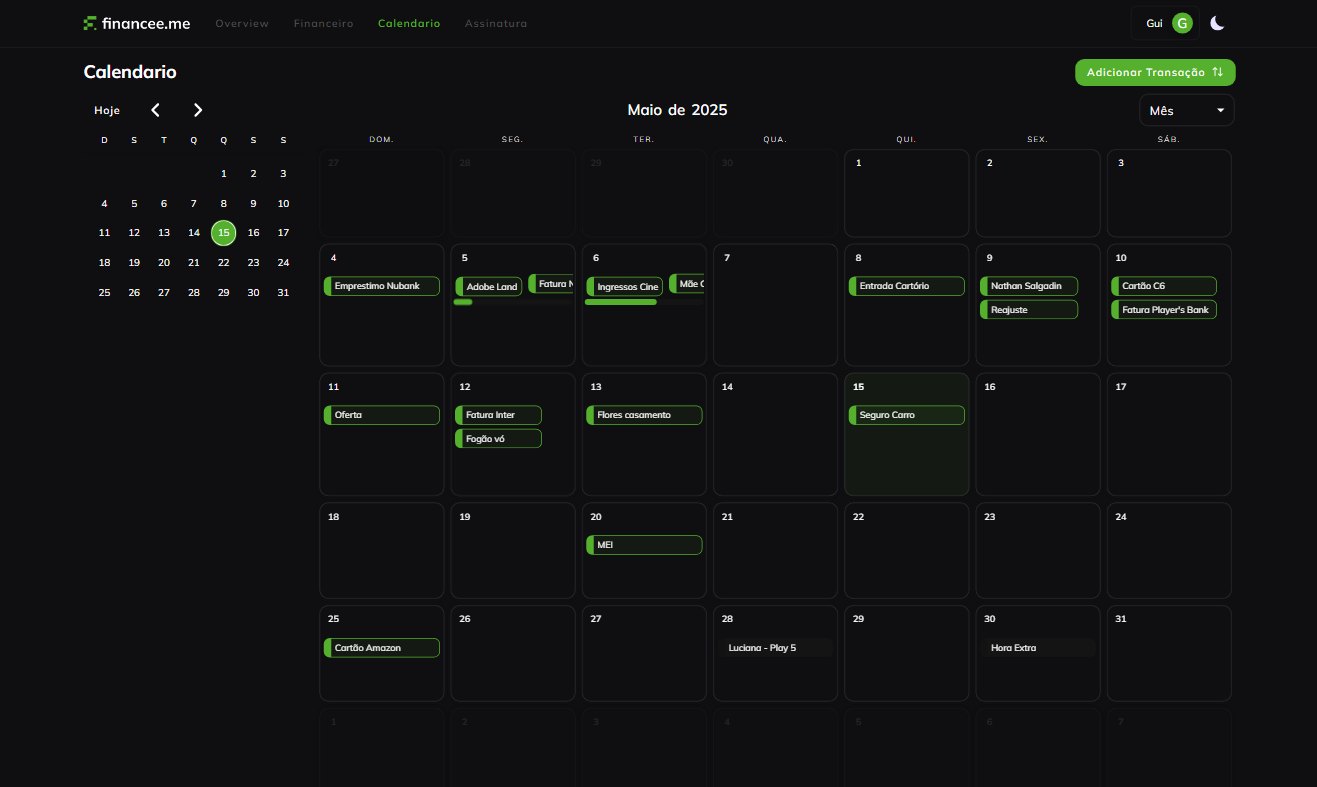 financee.me Overview Financeiro Calendario Assinatura Gui G
Calendario Adicionar Transação
Hoje Maio de 2025 Mês
D S T Q Q S S
1 2 3
4 5 6 7 8 9 10
11 12 13 14 15 16 17
18 19 20 21 22 23 24
25 26 27 28 29 30 31
DOM. SEG. TER. QUA. QUI. SEX. SÁB.
27 28 29 30 1 2 3
4 5 6 7 8 9 10
Emprestimo Nubank Adobe Land Fatura N Ingressos Cine Mãe C Entrada Cartório Nathan Salgadin Cartão C6
Reajuste Fatura Player's Bank
11 12 13 14 15 16 17
Oferta Fatura Inter Flores casamento Seguro Carro
Fogão vó
18 19 20 21 22 23 24
MEI
25 26 27 28 29 30 31
Cartão Amazon Luciana - Play 5 Hora Extra
1 2 3 4 5 6 7